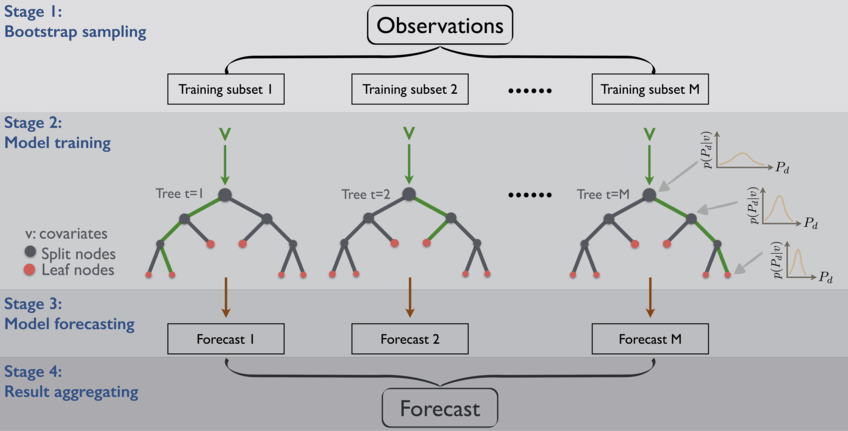 Stage 1:
Bootstrap sampling
Observations
Training subset 1
Training subset 2
Training subset M
Stage 2:
Model training
v
v
v
Tree t=1
Tree t=2
Tree t=M
p(P_d|v)
P_d
p(P_d|v)
P_d
p(P_d|v)
P_d
v: covariates
Split nodes
Leaf nodes
Stage 3:
Model forecasting
Forecast 1
Forecast 2
Forecast M
Stage 4:
Result aggregating
Forecast